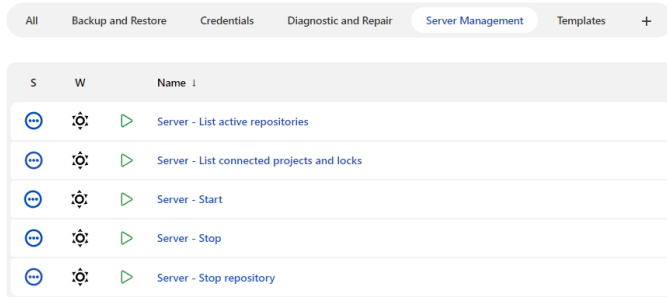 All Backup and Restore Credentials Diagnostic and Repair Server Management Templates +
S W Name ↓
Server - List active repositories
Server - List connected projects and locks
Server - Start
Server - Stop
Server - Stop repository